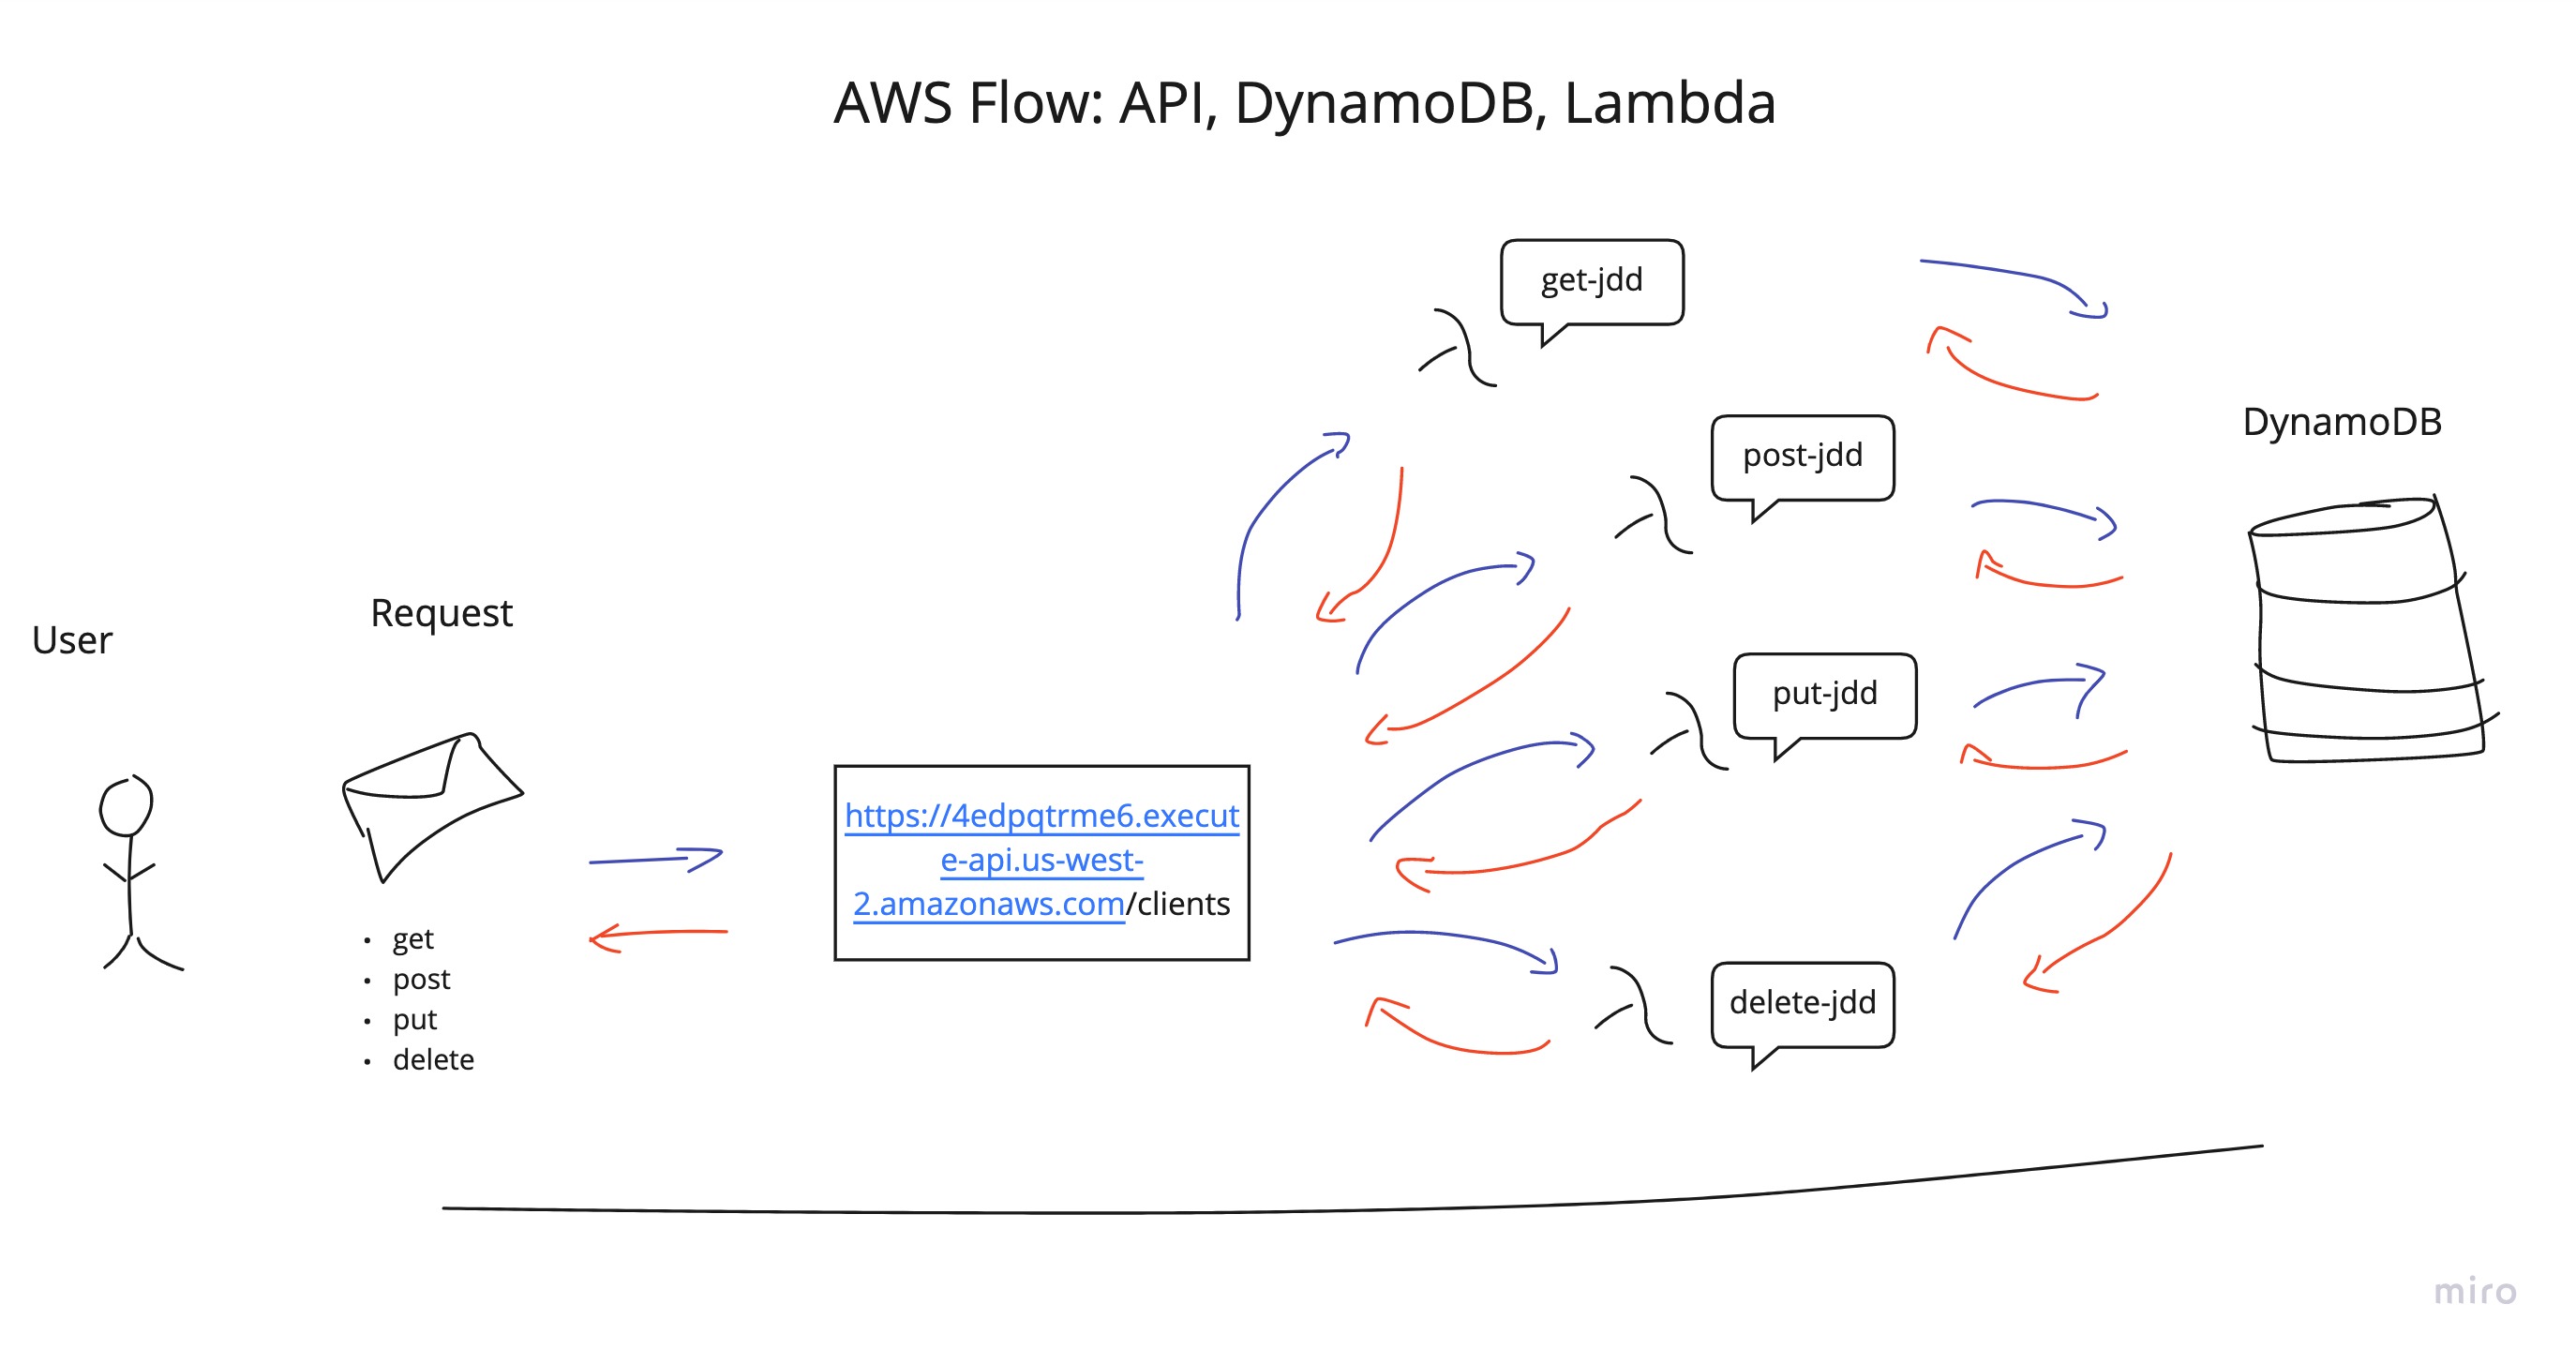 AWS Flow: API, DynamoDB, Lambda
get-jdd
post-jdd
DynamoDB
put-jdd
User
Request
https://4edpqtrme6.execut
e-api.us-west-
2.amazonaws.com/clients
• get
• post
• put
• delete
delete-jdd
miro